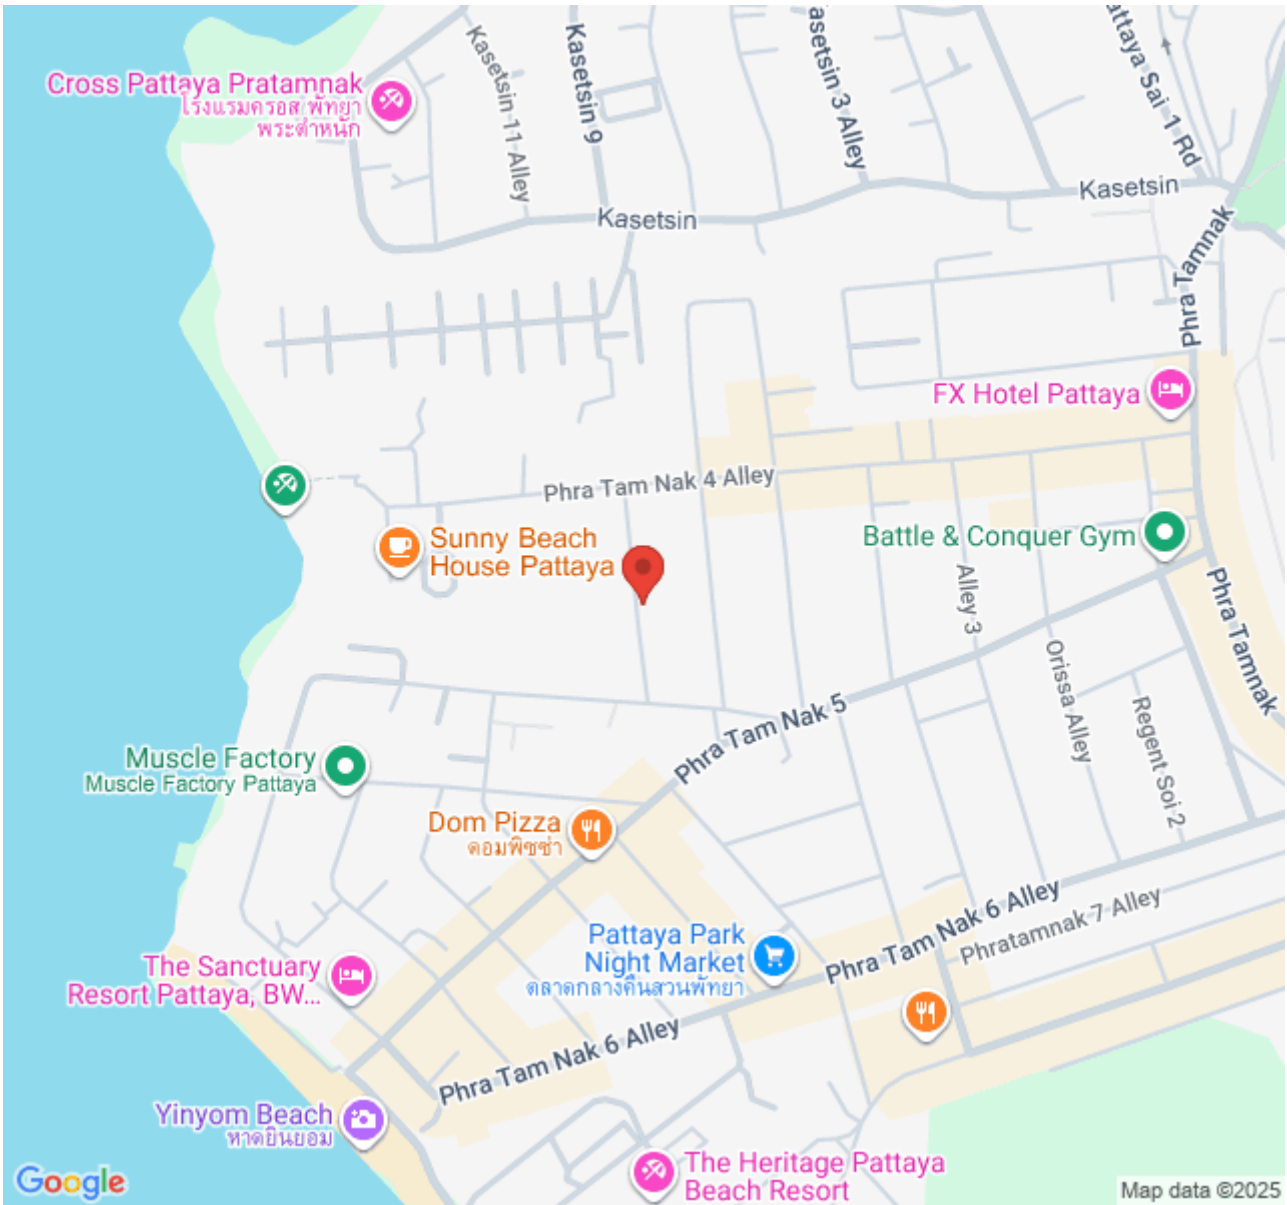 Cross Pattaya Pratamnak
โรงแรมครอส พัทยา
พระตำหนัก
Kasetsin 11 Alley
Kasetsin 9
asetsin 3 Alley
attaya Sai 1 Rd
Kasetsin
Kasetsin
Phra Tamnak
FX Hotel Pattaya
Phra Tam Nak 4 Alley
Sunny Beach
House Pattaya
Battle & Conquer Gym
Alley 3
Phra Tamnak
Orissa Alley
Regent Soi 2
Phra Tam Nak 5
Muscle Factory
Muscle Factory Pattaya
Dom Pizza
ดอมพิซซ่า
Pattaya Park
Night Market
ตลาดกลางคืนสวนพัทยา
Phra Tam Nak 6 Alley
Phratamnak 7 Alley
The Sanctuary
Resort Pattaya, BW...
Phra Tam Nak 6 Alley
Yinyom Beach
หาดยินยอม
The Heritage Pattaya
Beach Resort
Google
Map data ©2025